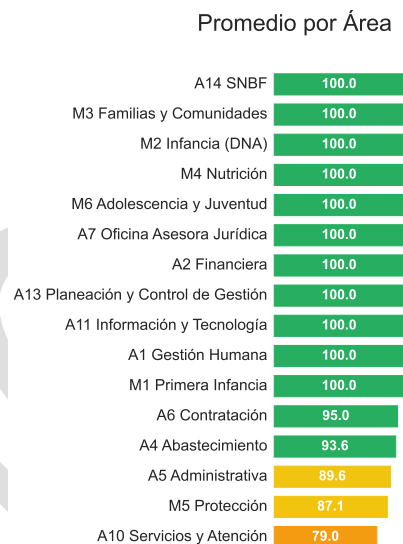 Promedio por Área
A14 SNBF 100.0
M3 Familias y Comunidades 100.0
M2 Infancia (DNA) 100.0
M4 Nutrición 100.0
M6 Adolescencia y Juventud 100.0
A7 Oficina Asesora Jurídica 100.0
A2 Financiera 100.0
A13 Planeación y Control de Gestión 100.0
A11 Información y Tecnología 100.0
A1 Gestión Humana 100.0
M1 Primera Infancia 100.0
A6 Contratación 95.0
A4 Abastecimiento 93.6
A5 Administrativa 89.6
M5 Protección 87.1
A10 Servicios y Atención 79.0